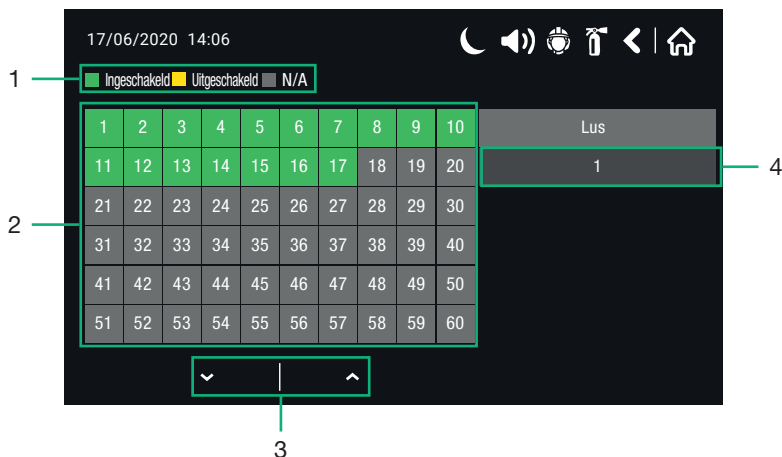 17/06/2020 14:06
1
Ingeschakeld Uitgeschakeld N/A
1 2 3 4 5 6 7 8 9 10 Lus
11 12 13 14 15 16 17 18 19 20 1 4
21 22 23 24 25 26 27 28 29 30
2
31 32 33 34 35 36 37 38 39 40
41 42 43 44 45 46 47 48 49 50
51 52 53 54 55 56 57 58 59 60
3